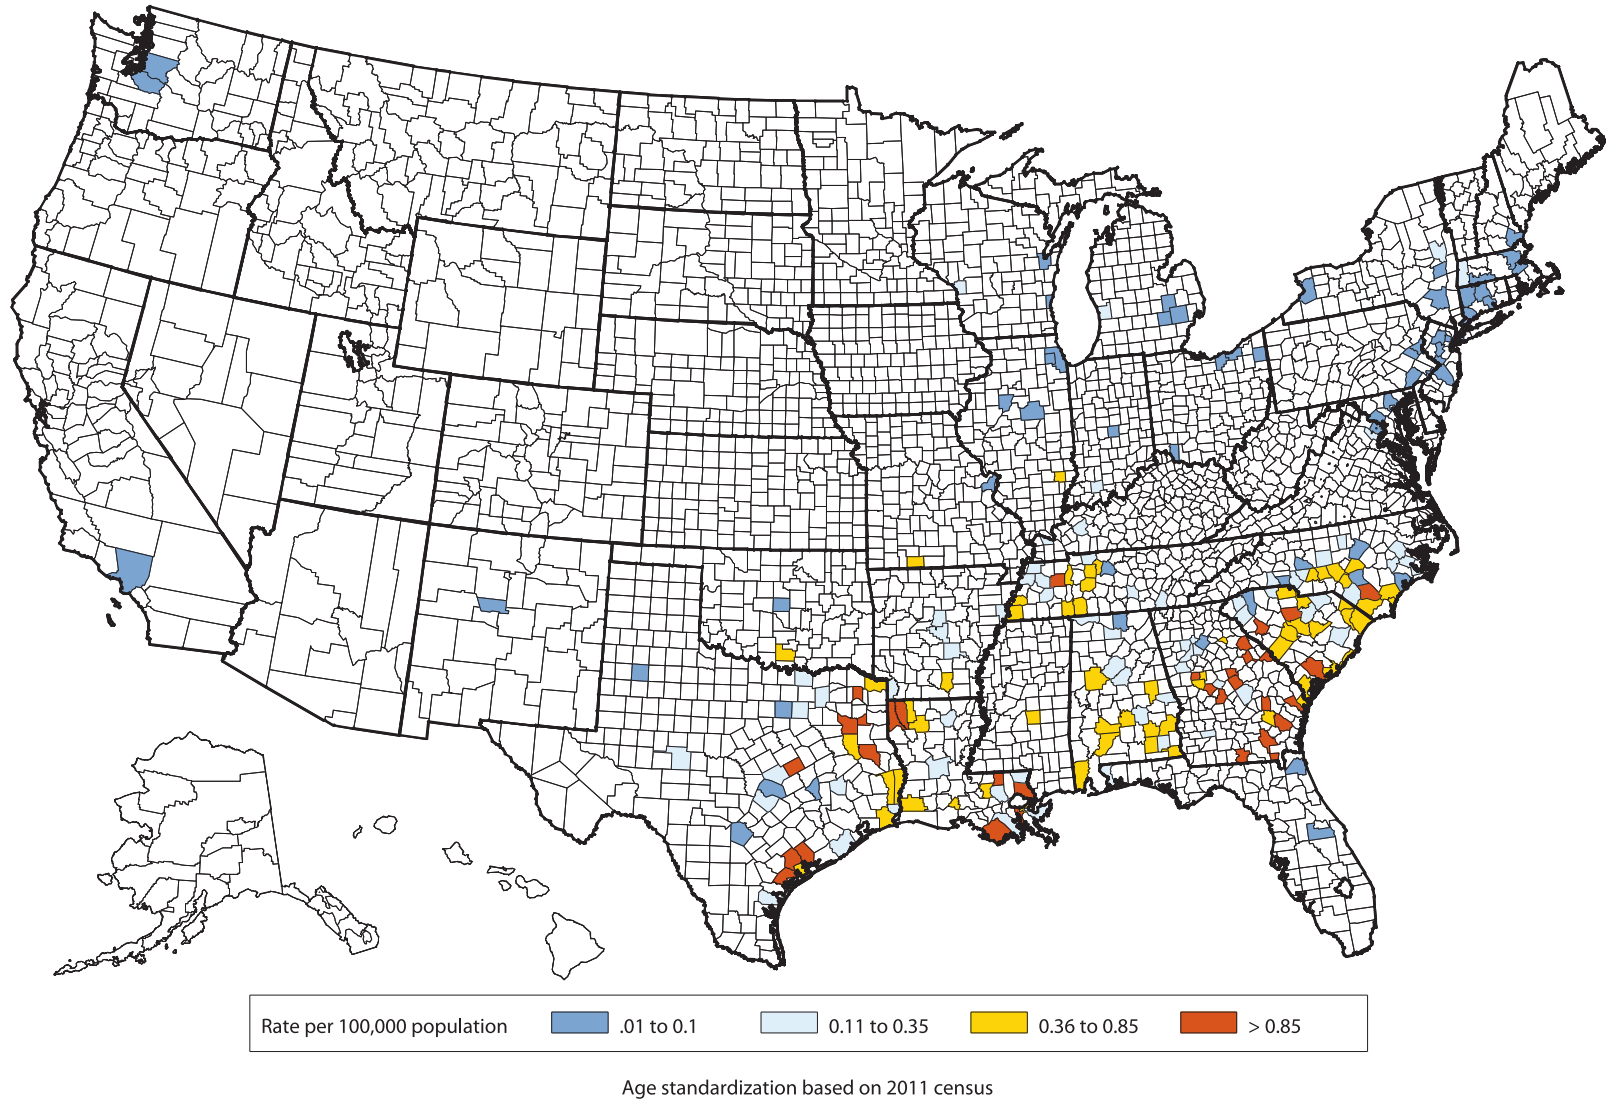 Rate per 100,000 population .01 to 0.1 0.11 to 0.35 0.36 to 0.85 > 0.85
Age standardization based on 2011 census